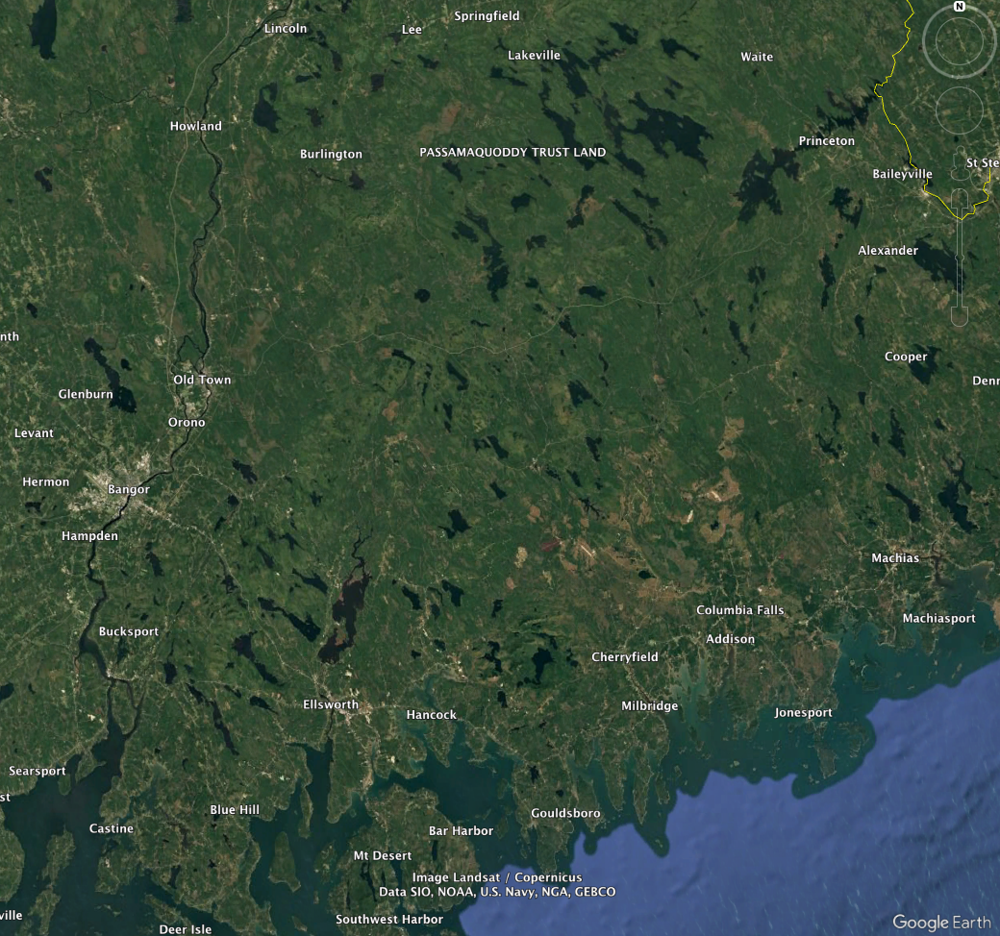 N
Springfield
Lincoln
Lee
Lakeville
Waite
Howland
Princeton
Burlington
PASSAMAQUODDY TRUST LAND
St Ste
Baileyville
Alexander
nth
Cooper
Old Town
Denr
Glenburn
Orono
Levant
Hermon
Bangor
Hampden
Machias
Columbia Falls
Machiasport
Bucksport
Addison
Cherryfield
Ellsworth
Milbridge
Hancock
Jonesport
Searsport
st
Blue Hill
Gouldsboro
Castine
Bar Harbor
Mt Desert
Image Landsat / Copernicus
Data SIO, NOAA, U.S. Navy, NGA, GEBCO
ville
Southwest Harbor
Google Earth
Deer Isle